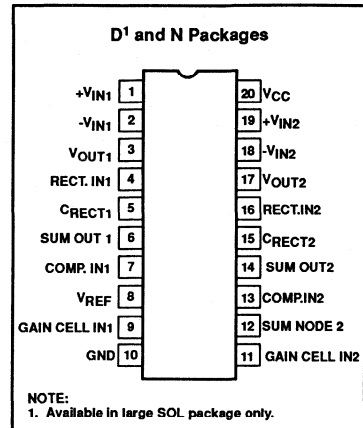 D1 and N Packages
+VIN1 1 20 VCC
-VIN1 2 19 +VIN2
VOUT1 3 18 -VIN2
RECT. IN1 4 17 VOUT2
CRECT1 5 16 RECT.IN2
SUM OUT 1 6 15 CRECT2
COMP. IN1 7 14 SUM OUT2
VREF 8 13 COMP.IN2
GAIN CELL IN1 9 12 SUM NODE 2
GND 10 11 GAIN CELL IN2
NOTE:
1. Available in large SOL package only.